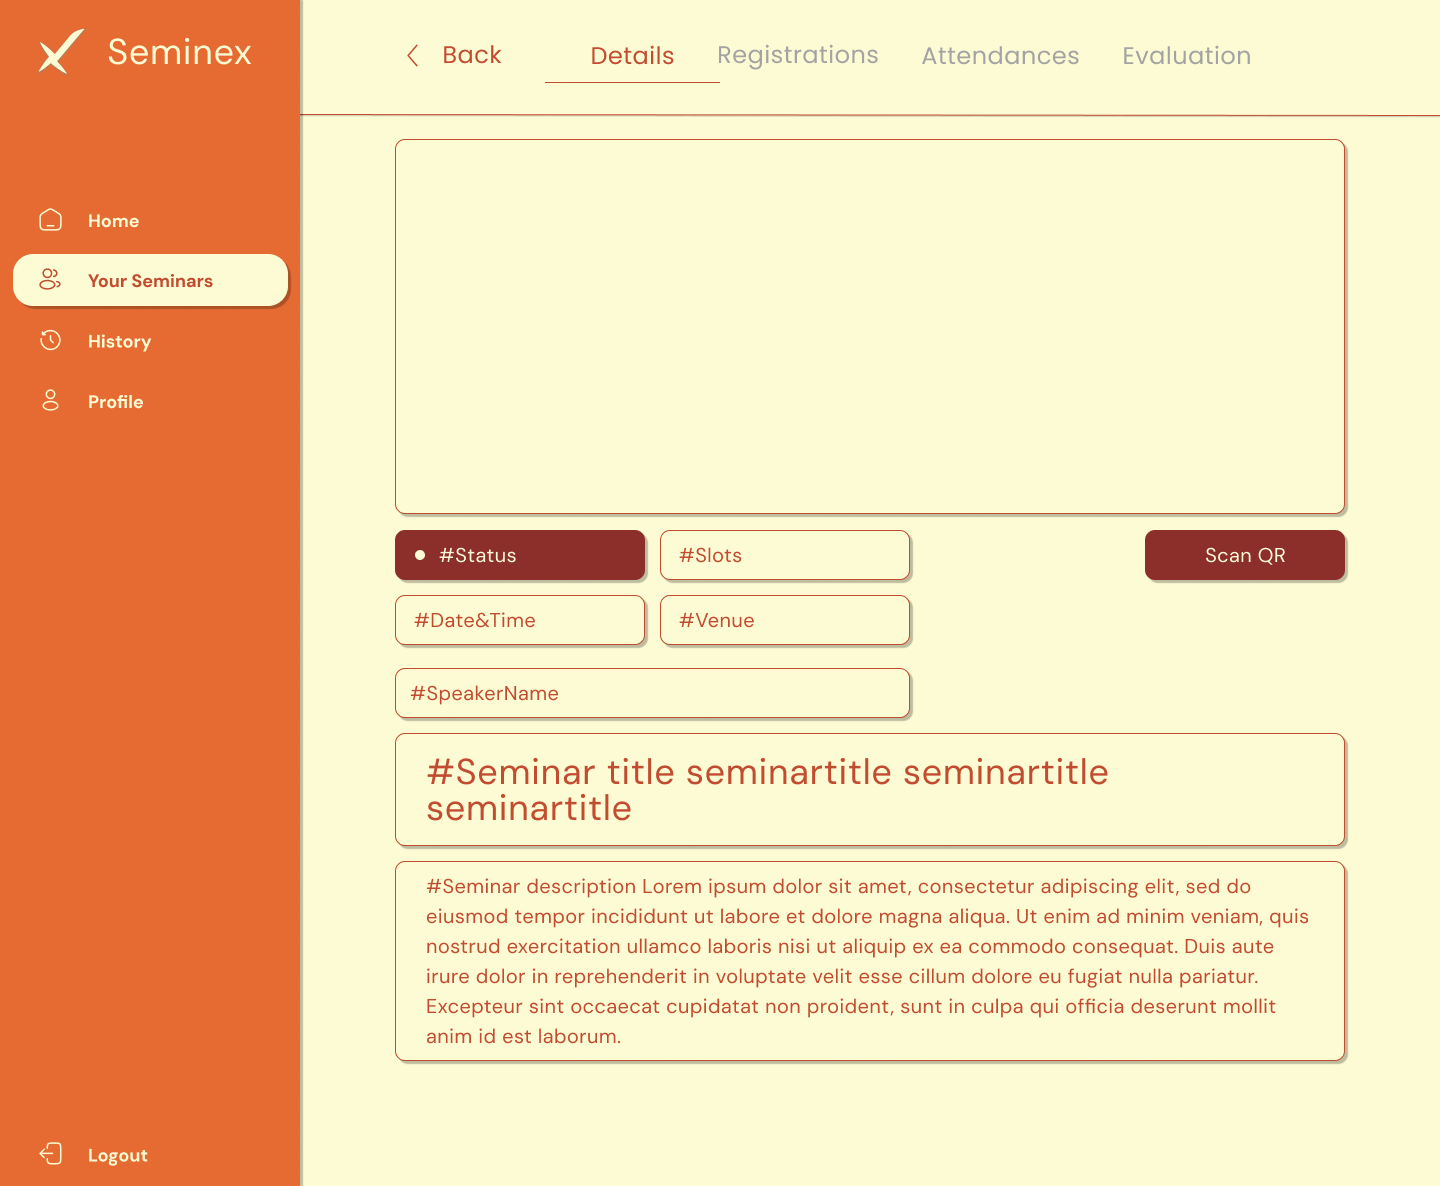 Seminex
Home
Your Seminars
History
Profile
Logout
Back
Details
Registrations
Attendances
Evaluation
#Status
#Slots
Scan QR
#Date&Time
#Venue
#SpeakerName
#Seminar title seminartitle seminartitle
seminartitle
#Seminar description Lorem ipsum dolor sit amet, consectetur adipiscing elit, sed do
eiusmod tempor incididunt ut labore et dolore magna aliqua. Ut enim ad minim veniam, quis
nostrud exercitation ullamco laboris nisi ut aliquip ex ea commodo consequat. Duis aute
irure dolor in reprehenderit in voluptate velit esse cillum dolore eu fugiat nulla pariatur.
Excepteur sint occaecat cupidatat non proident, sunt in culpa qui officia deserunt mollit
anim id est laborum.